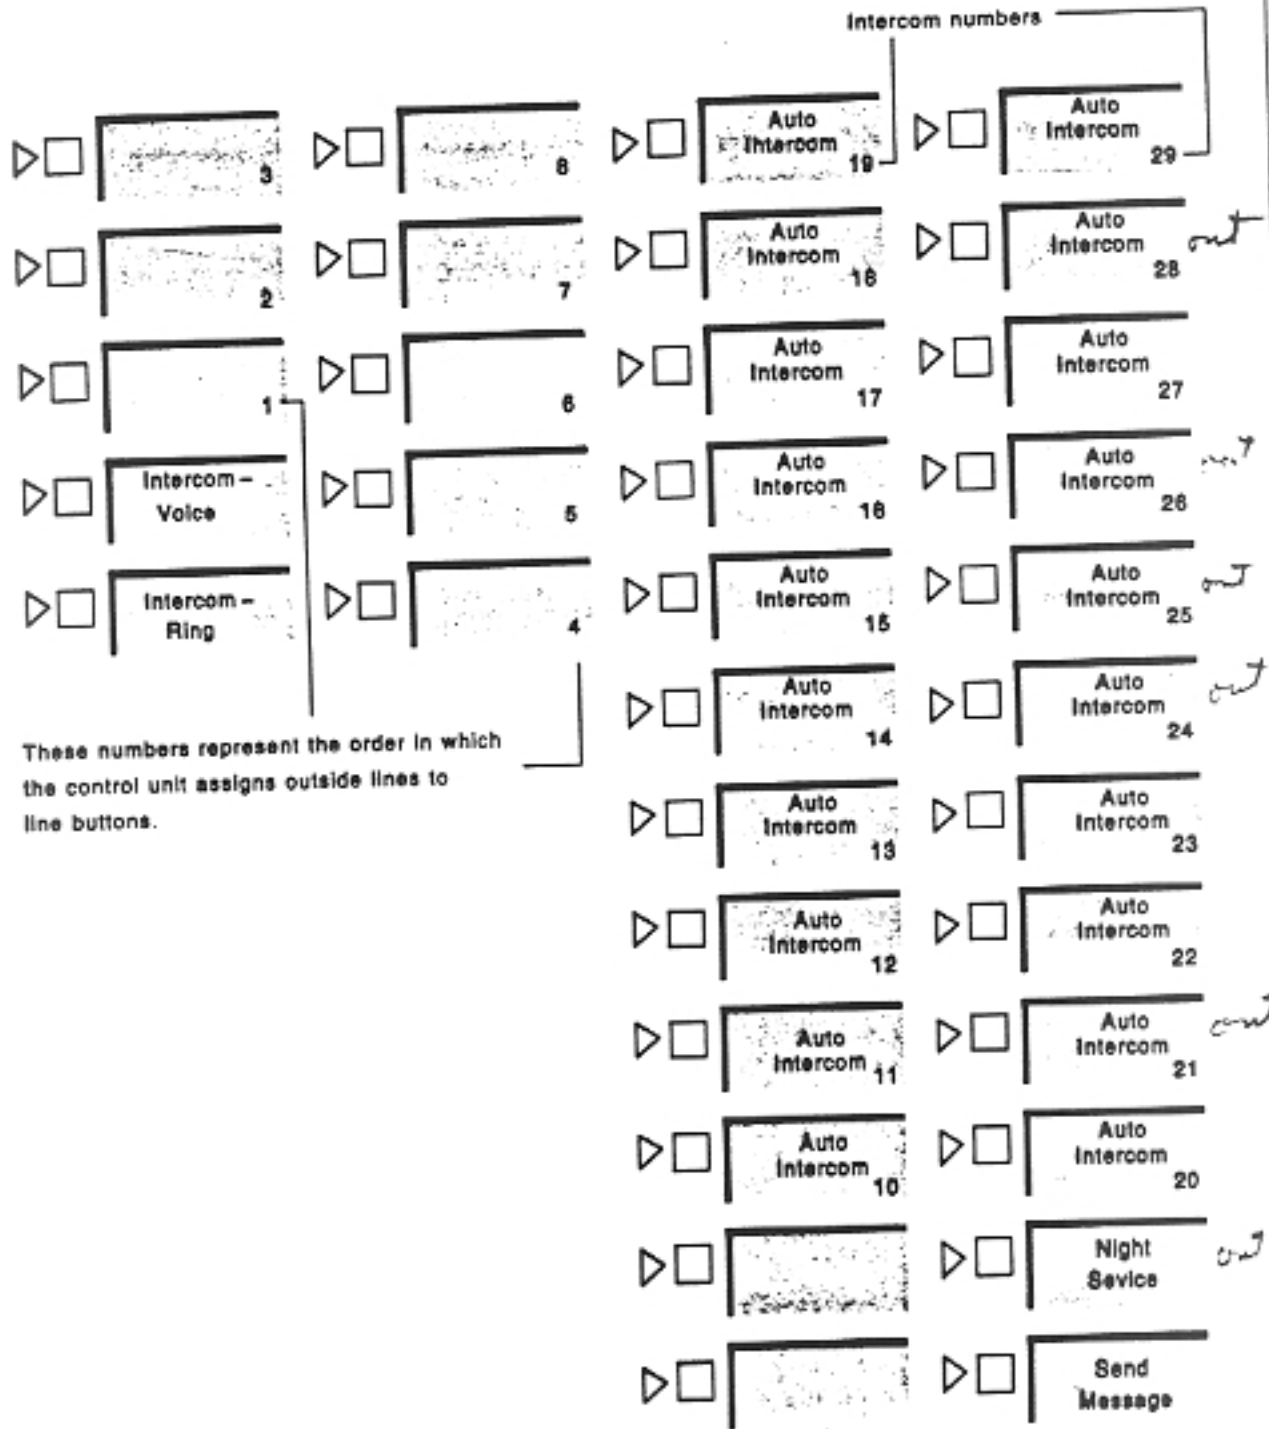 Intercom numbers
3
8
Auto
Intercom
19
Auto
Intercom
29
2
7
Auto
Intercom
18
Auto
Intercom
28
out
1
6
Auto
Intercom
17
Auto
Intercom
27
Intercom –
Voice
5
Auto
Intercom
16
Auto
Intercom
26
Intercom –
Ring
4
Auto
Intercom
15
Auto
Intercom
25
out
These numbers represent the order in which
the control unit assigns outside lines to
line buttons.
Auto
Intercom
14
Auto
Intercom
24
out
Auto
Intercom
13
Auto
Intercom
23
Auto
Intercom
12
Auto
Intercom
22
Auto
Intercom
11
Auto
Intercom
21
out
Auto
Intercom
10
Auto
Intercom
20
Night
Sevice
out
Send
Message